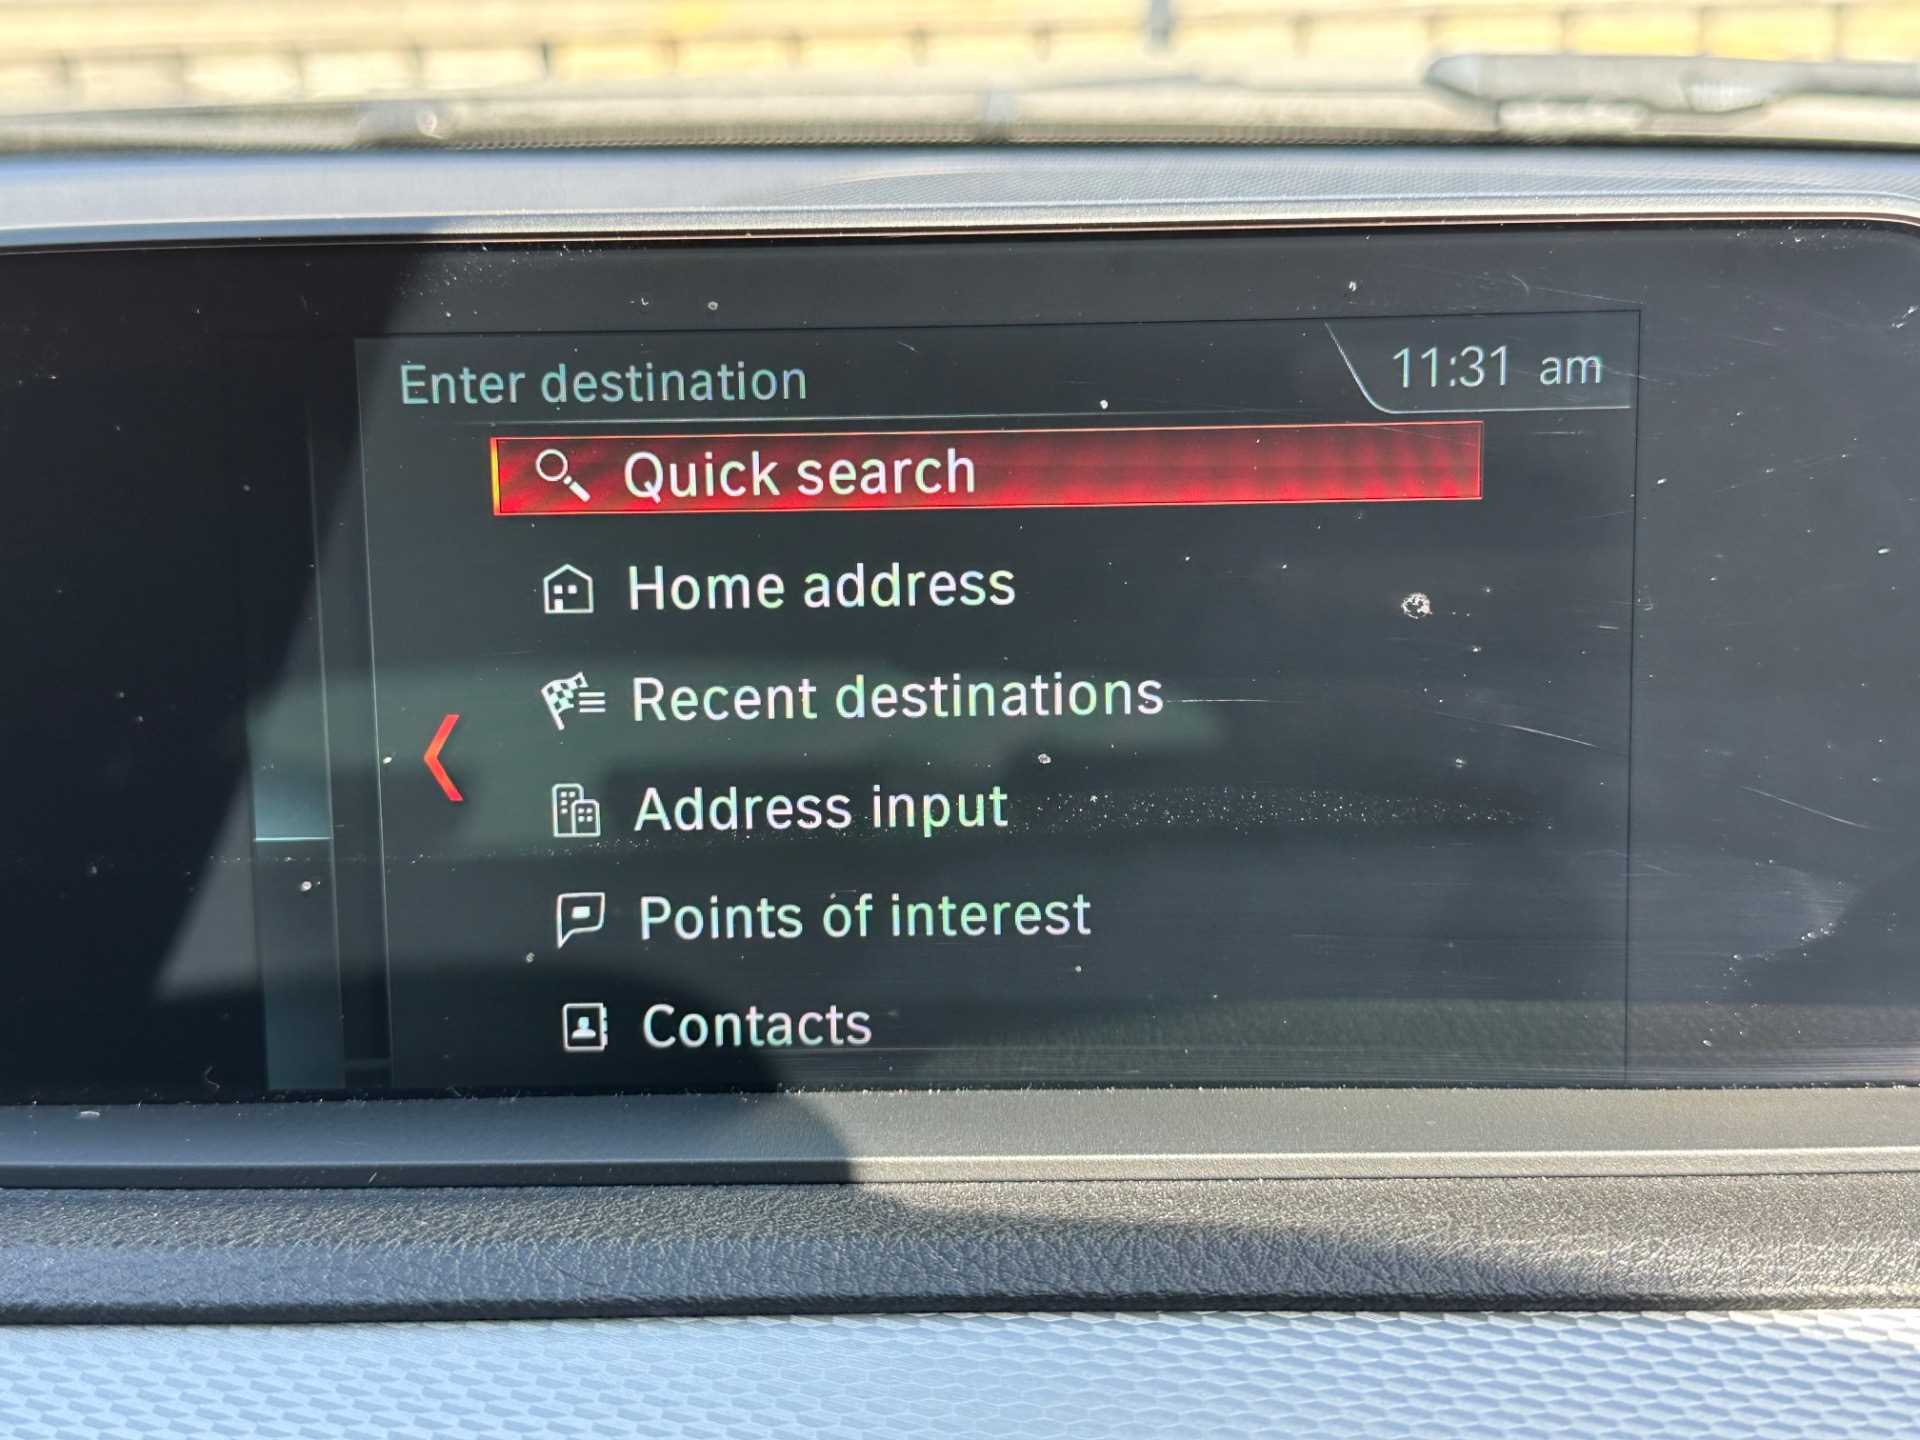 Enter destination
11:31 am
Quick search
Home address
Recent destinations
Address input
Points of interest
Contacts